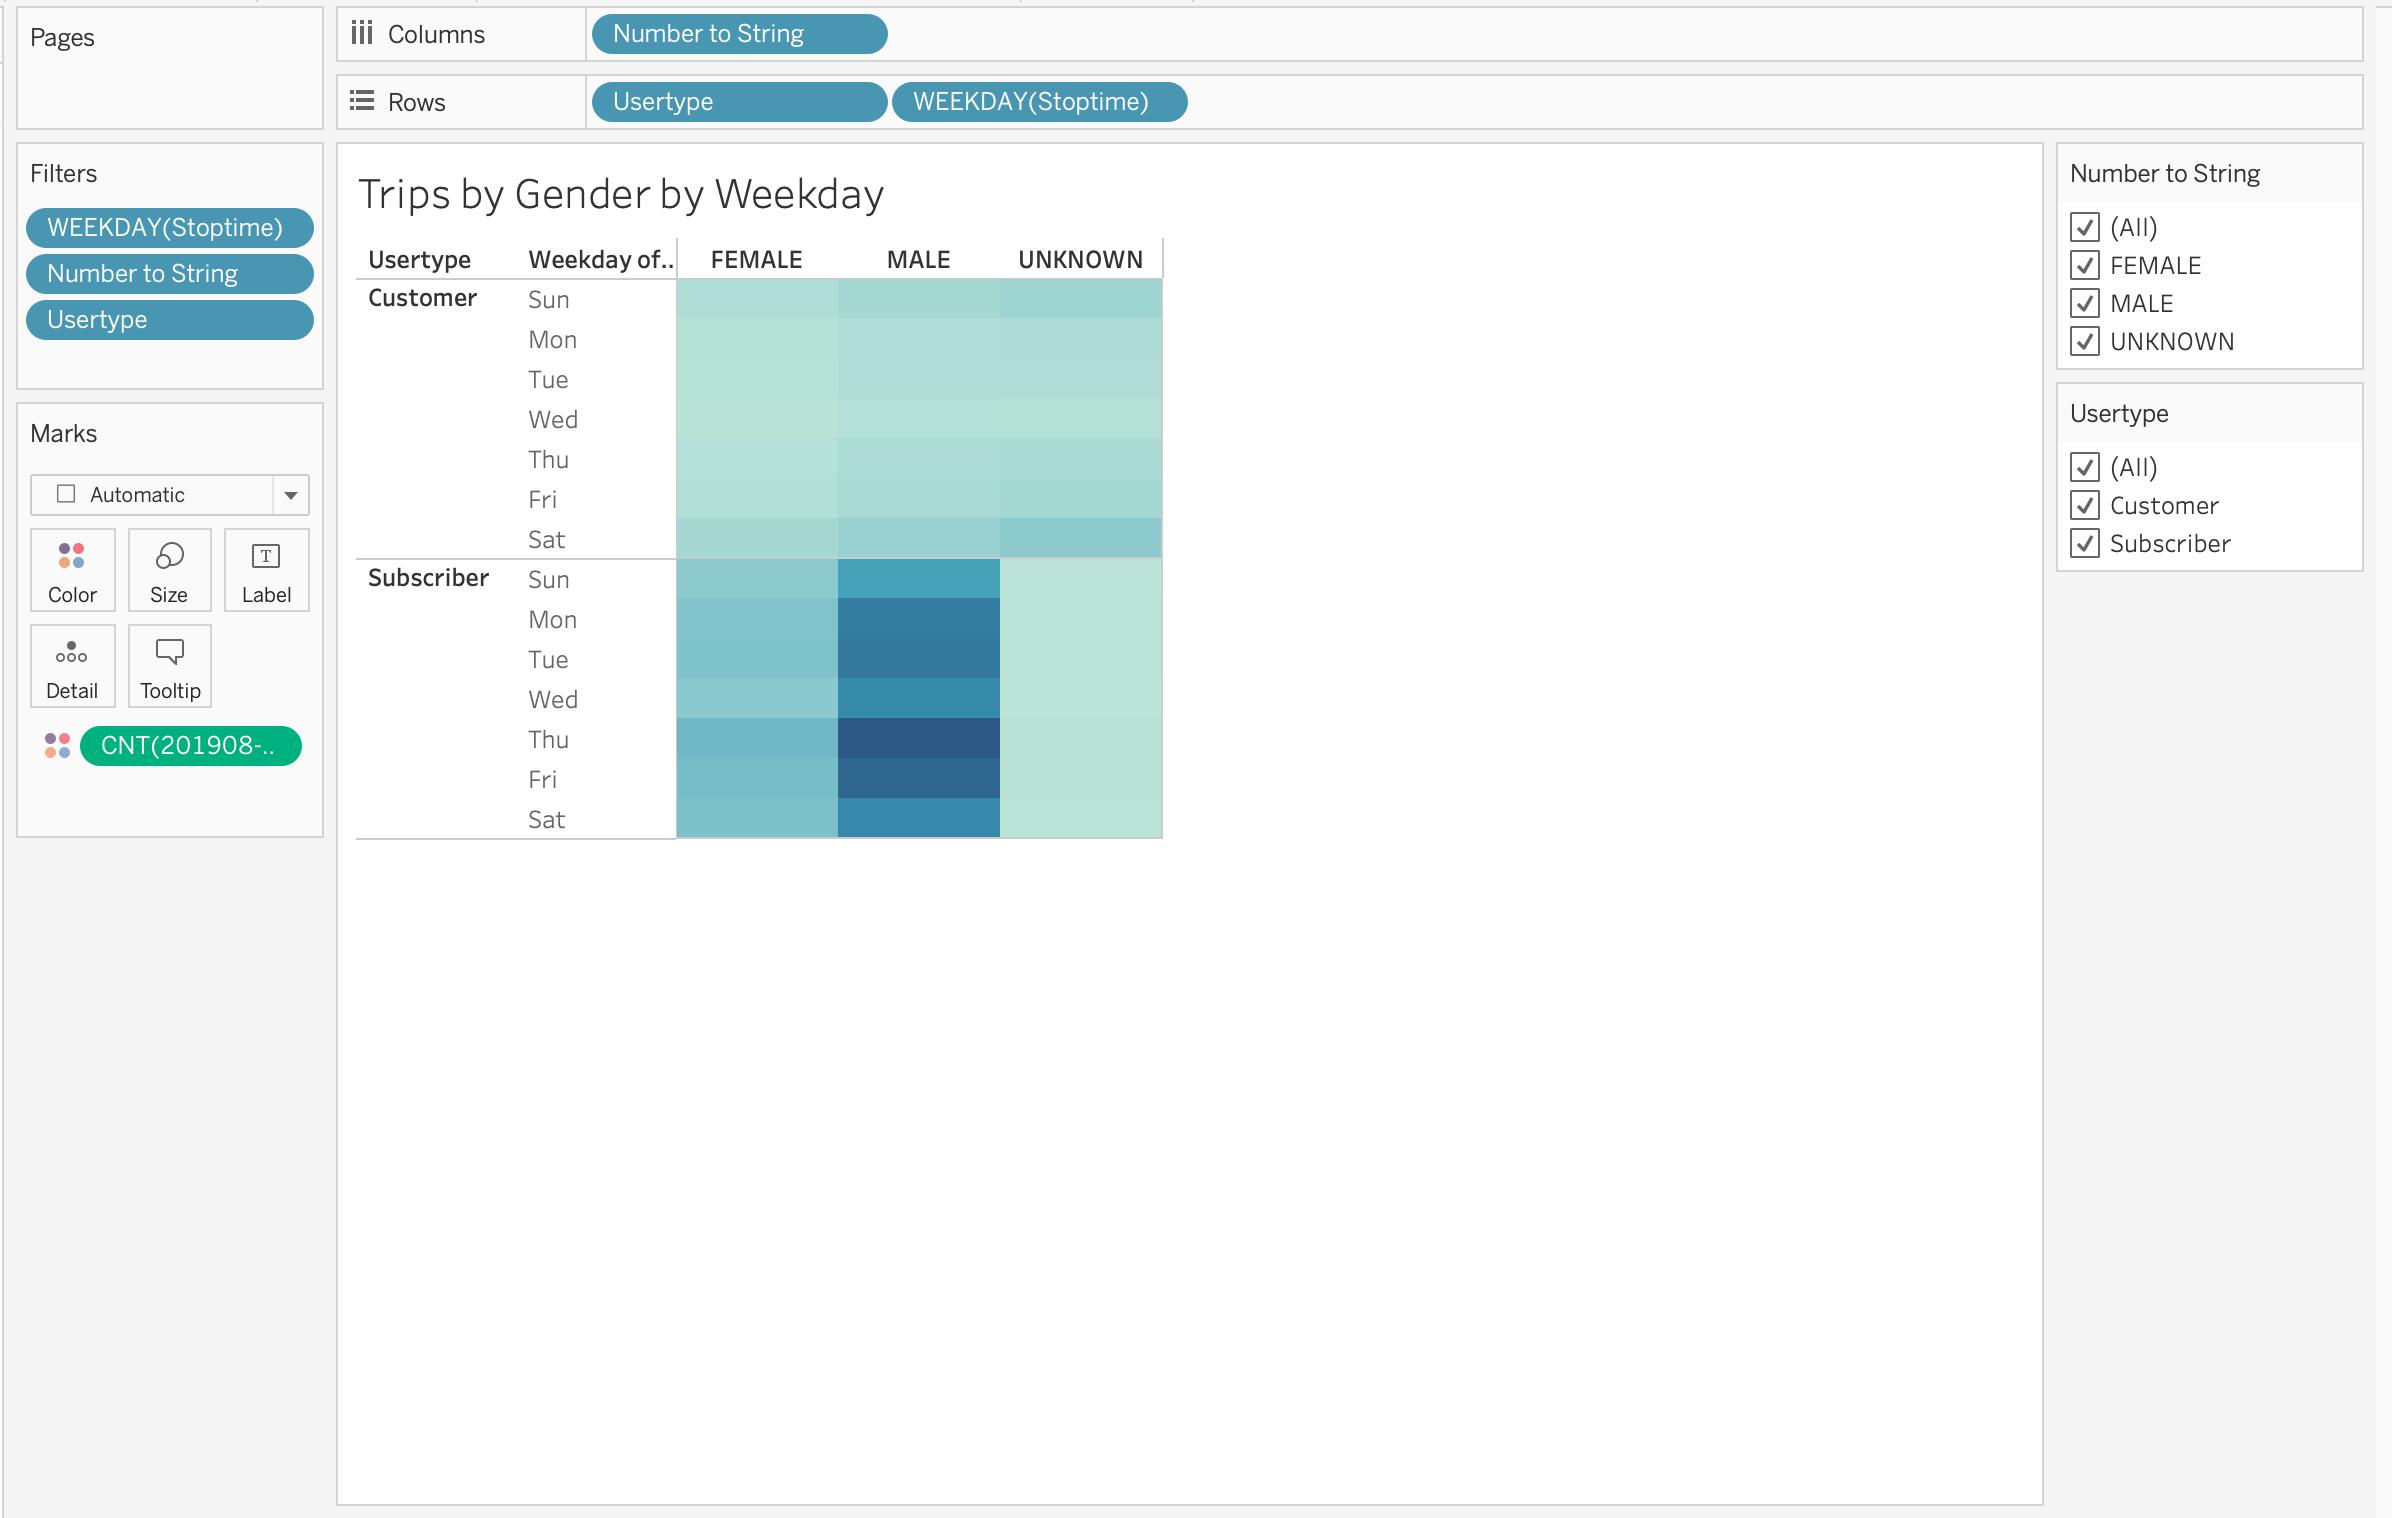 Pages
Columns Number to String
Rows Usertype WEEKDAY(Stoptime)
Filters
WEEKDAY(Stoptime)
Number to String
Usertype
Marks
Automatic
Color Size T Label
Detail Tooltip
CNT(201908-..
Trips by Gender by Weekday
Usertype Weekday of.. FEMALE MALE UNKNOWN
Customer Sun
Mon
Tue
Wed
Thu
Fri
Sat
Subscriber Sun
Mon
Tue
Wed
Thu
Fri
Sat
Number to String
(All)
FEMALE
MALE
UNKNOWN
Usertype
(All)
Customer
Subscriber